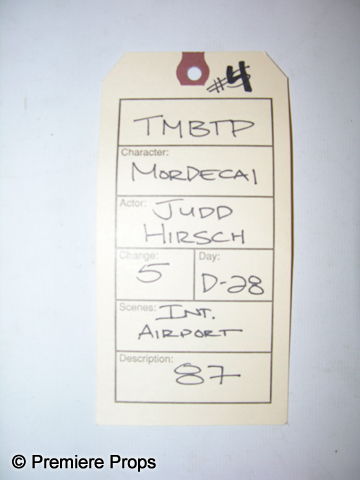 #4
TMBTP
Character:
MORDECAI
Actor: JUDD
HIRSCH
Change: Day:
5 D-28
Scenes: INT.
AIRPORT
Description:
87
© Premiere Props